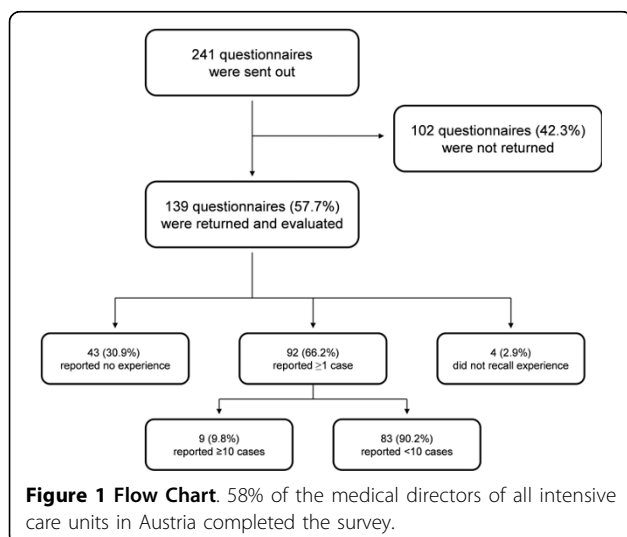 241 questionnaires
were sent out
102 questionnaires (42.3%)
were not returned
139 questionnaires (57.7%)
were returned and evaluated
43 (30.9%)
reported no experience
92 (66.2%)
reported ≥1 case
4 (2.9%)
did not recall experience
9 (9.8%)
reported ≥10 cases
83 (90.2%)
reported <10 cases
Figure 1 Flow Chart. 58% of the medical directors of all intensive
care units in Austria completed the survey.